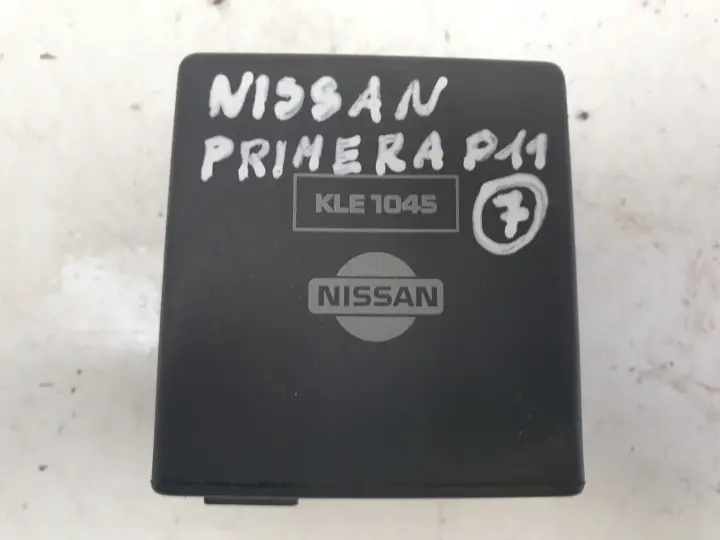 NISSAN
PRIMERA P11
KLE 1045
7
NISSAN